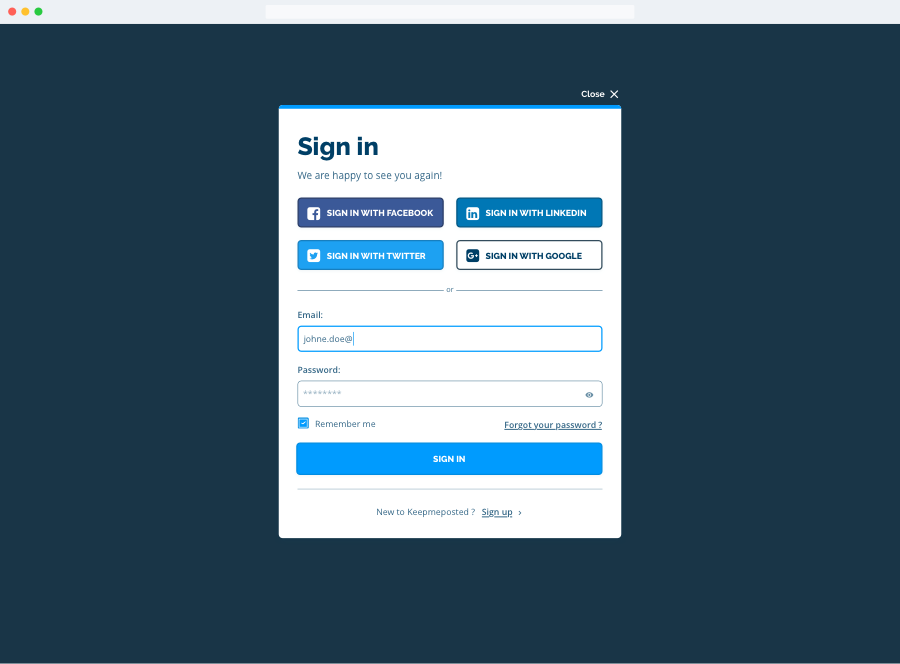 Close
Sign in
We are happy to see you again!
SIGN IN WITH FACEBOOK
SIGN IN WITH LINKEDIN
SIGN IN WITH TWITTER
G+ SIGN IN WITH GOOGLE
or
Email:
johne.doe@
Password:
********
Remember me
Forgot your password ?
SIGN IN
New to Keepmeposted ? Sign up ›